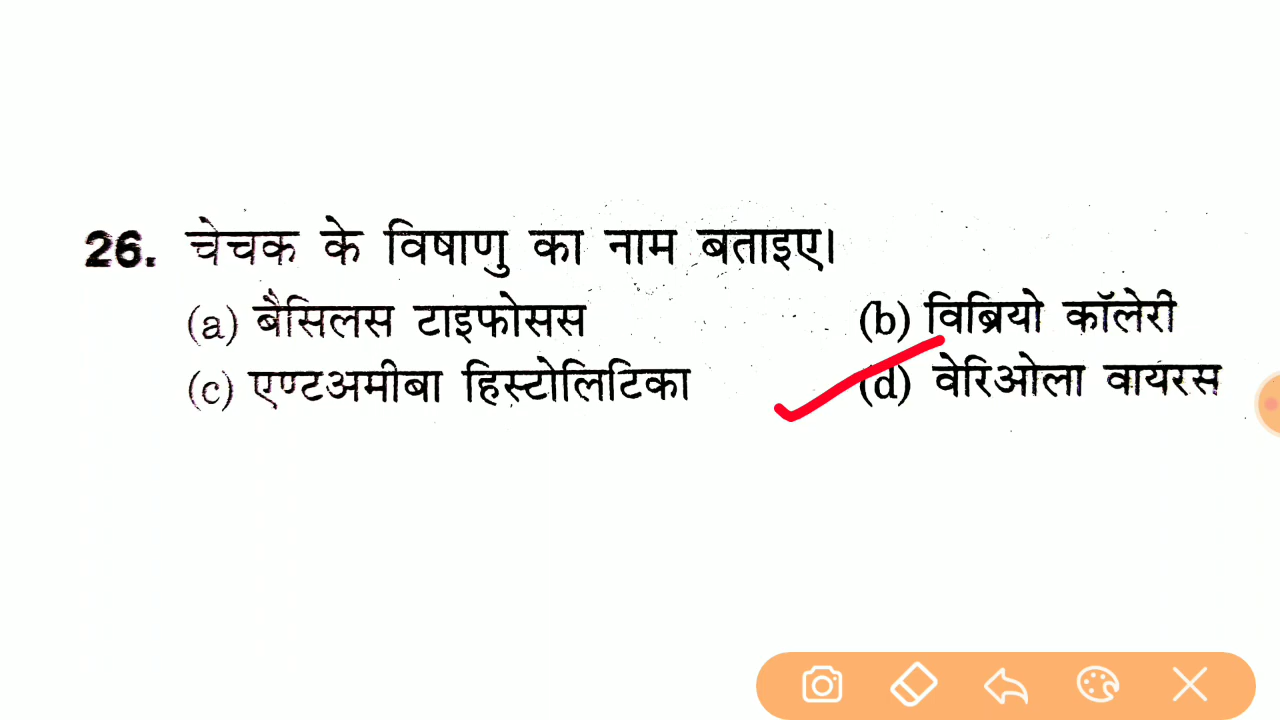 26. चेचक के विषाणु का नाम बताइए।
(a) बैसिलस टाइफोसस (b) विब्रियो कॉलेरी
(c) एण्टअमीबा हिस्टोलिटिका (d) वेरिओला वायरस